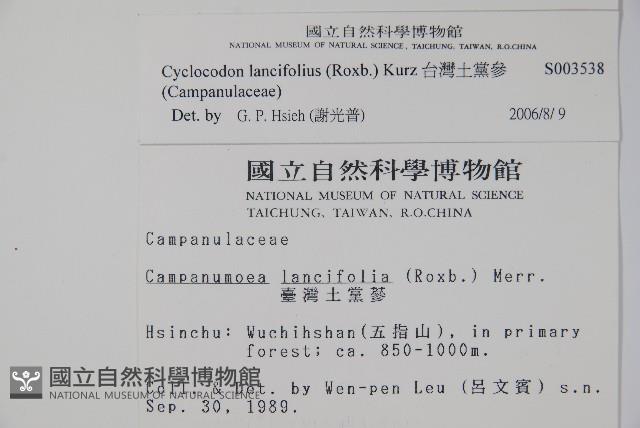 國立自然科學博物館
NATIONAL MUSEUM OF NATURAL SCIENCE, TAICHUNG, TAIWAN, R.O.CHINA
Cyclocodon lancifolius (Roxb.) Kurz 台灣土黨參 S003538
(Campanulaceae)
Det. by G. P. Hsieh (謝光普) 2006/8/ 9
國立自然科學博物館
NATIONAL MUSEUM OF NATURAL SCIENCE
TAICHUNG, TAIWAN, R.O.CHINA
Campanulaceae
Campanumoea lancifolia (Roxb.) Merr.
臺灣土黨蔘
Hsinchu: Wuchihshan(五指山), in primary
forest; ca. 850-1000m.
Coll. & Det. by Wen-pen Leu (呂文賓) s.n.
Sep. 30, 1989.
國立自然科學博物館
NATIONAL MUSEUM OF NATURAL SCIENCE